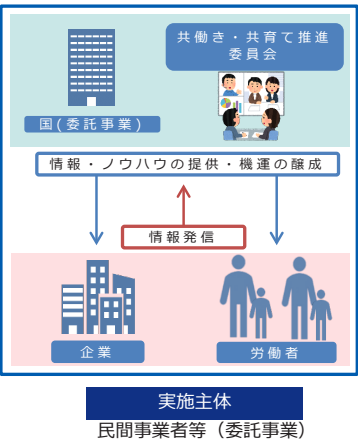 共働き・共育て推進
委員会
国(委託事業)
情報・ノウハウの提供・機運の醸成
情報発信
企業
労働者
実施主体
民間事業者等（委託事業）